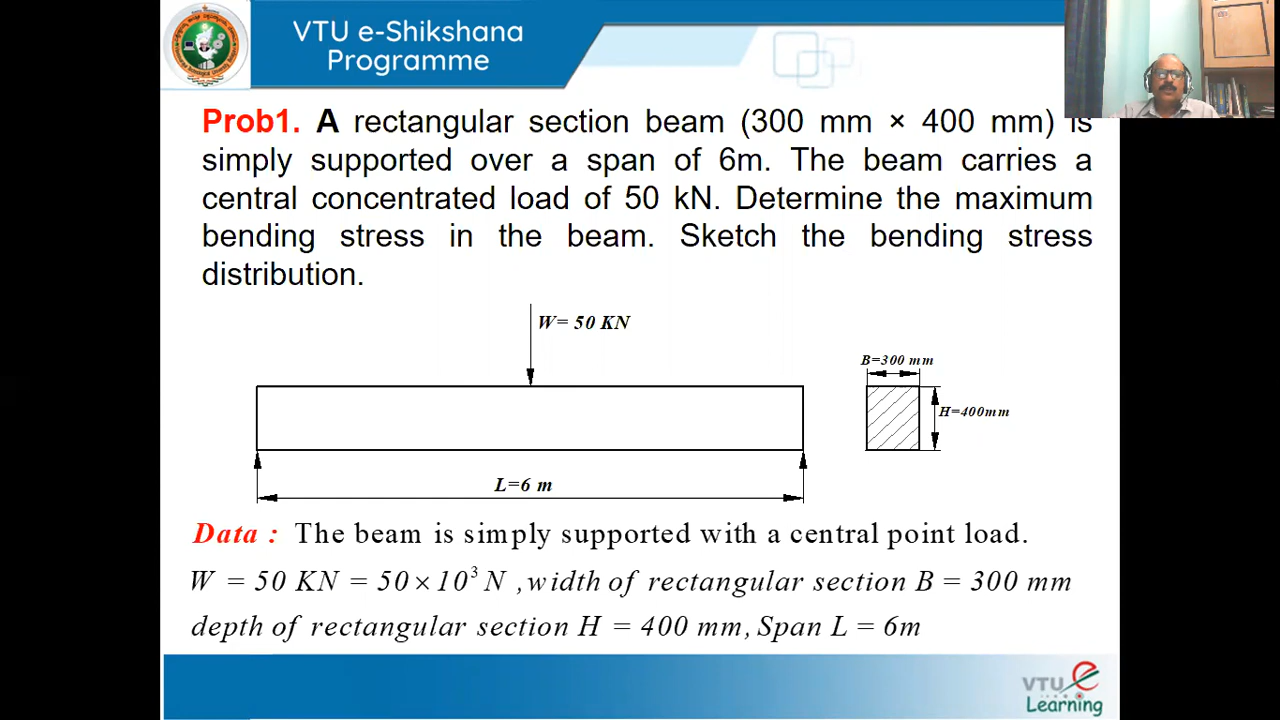 VTU e-Shikshana
Programme
Prob1. A rectangular section beam (300 mm × 400 mm) is
simply supported over a span of 6m. The beam carries a
central concentrated load of 50 kN. Determine the maximum
bending stress in the beam. Sketch the bending stress
distribution.
W= 50 KN
B=300 mm
H=400mm
L=6 m
Data : The beam is simply supported with a central point load.
W = 50 KN = 50 × 10³ N , width of rectangular section B = 300 mm
depth of rectangular section H = 400 mm, Span L = 6m
VTU e
Learning